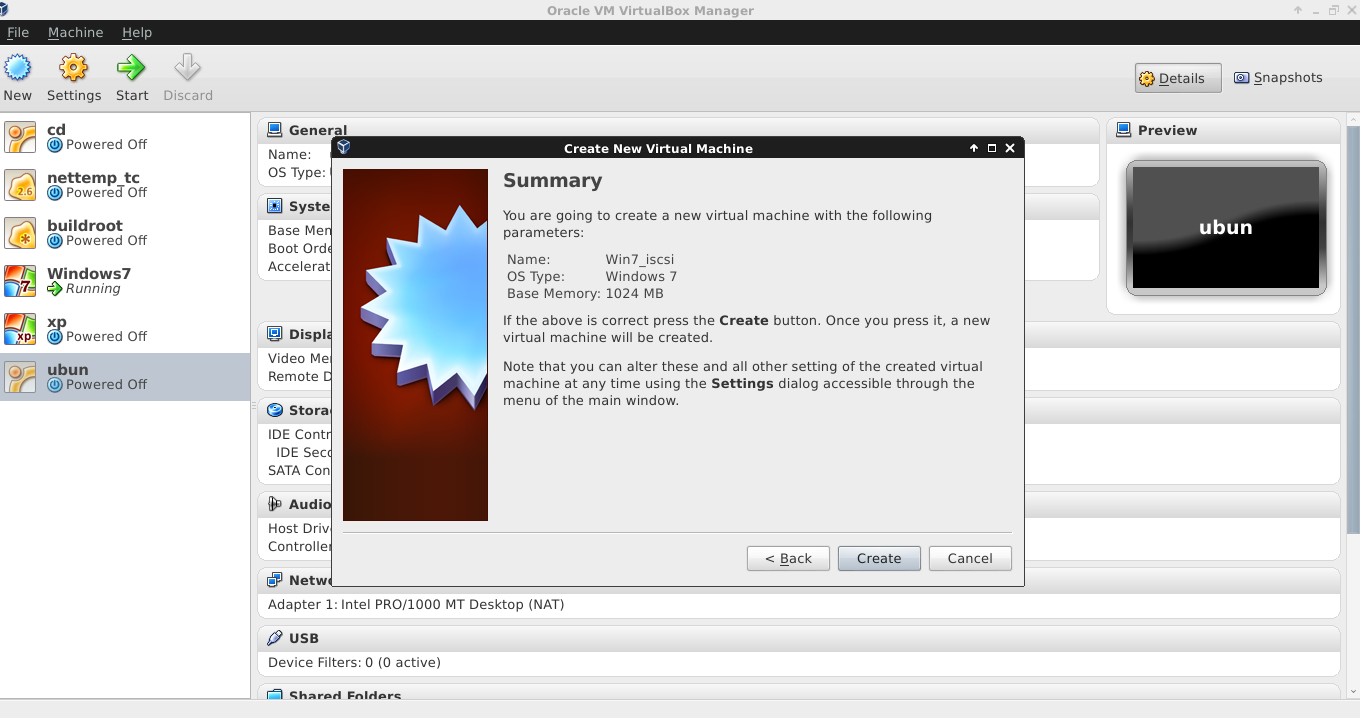 Oracle VM VirtualBox Manager
File Machine Help
New Settings Start Discard
Details Snapshots
cd
Powered Off
nettemp_tc
Powered Off
2.6
buildroot
Powered Off
Windows7
Running
7
xp
Powered Off
xp
ubun
Powered Off
General
Name:
OS Type:
Syste
Base Mem
Boot Orde
Accelerat
Displa
Video Me
Remote D
Storag
IDE Contr
IDE Seco
SATA Con
Audio
Host Drive
Controller
Netwo
Adapter 1: Intel PRO/1000 MT Desktop (NAT)
USB
Device Filters: 0 (0 active)
Shared Folders
Preview
ubun
Create New Virtual Machine
Summary
You are going to create a new virtual machine with the following
parameters:
Name: Win7_iscsi
OS Type: Windows 7
Base Memory: 1024 MB
If the above is correct press the Create button. Once you press it, a new
virtual machine will be created.
Note that you can alter these and all other setting of the created virtual
machine at any time using the Settings dialog accessible through the
menu of the main window.
< Back Create Cancel